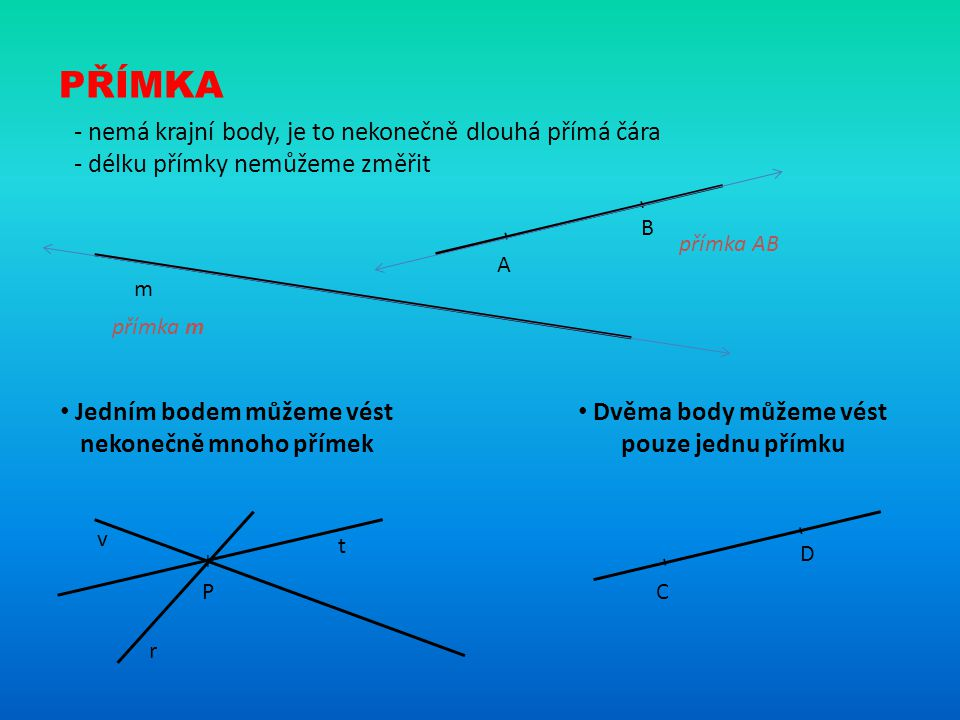 PŘÍMKA
- nemá krajní body, je to nekonečně dlouhá přímá čára
- délku přímky nemůžeme změřit
B
přímka AB
A
m
přímka m
• Jedním bodem můžeme vést
nekonečně mnoho přímek
• Dvěma body můžeme vést
pouze jednu přímku
v
t
P
r
D
C